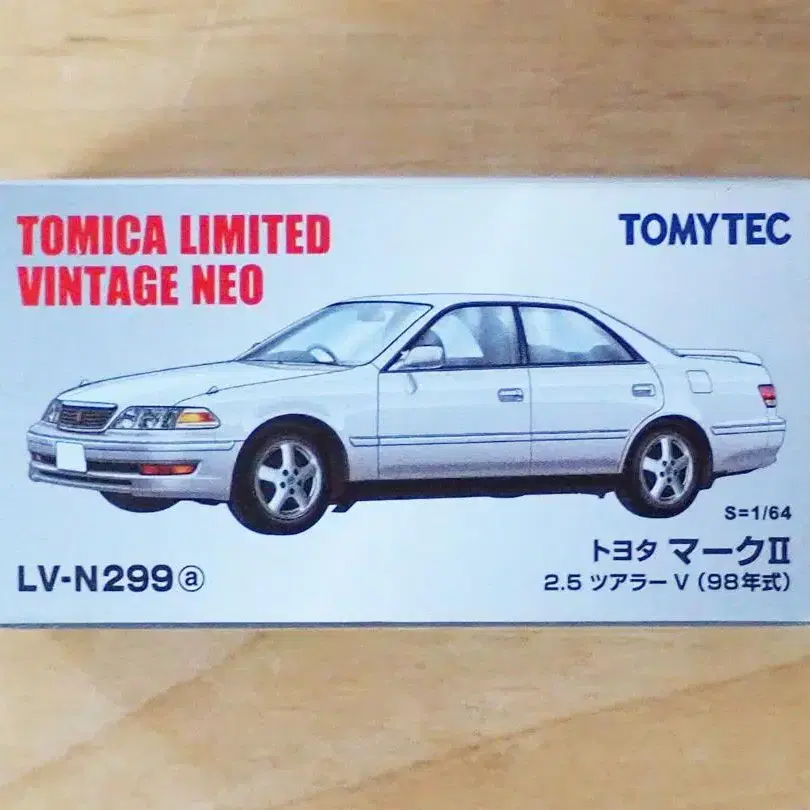 TOMICA LIMITED
VINTAGE NEO
TOMYTEC
S=1/64
トヨタ マークII
2.5 ツアラー V (98年式)
LV-N299ⓐ